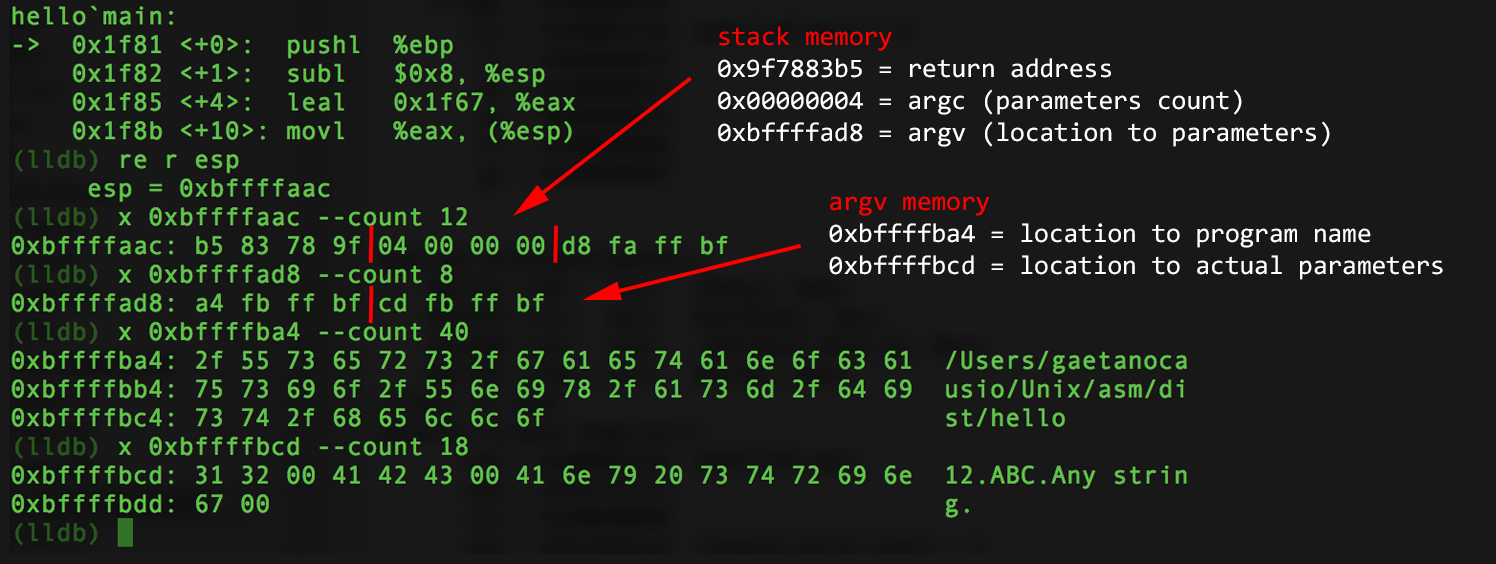 hello`main:
->  0x1f81 <+0>:  pushl  %ebp
    0x1f82 <+1>:  subl   $0x8, %esp
    0x1f85 <+4>:  leal   0x1f67, %eax
    0x1f8b <+10>: movl   %eax, (%esp)
(lldb) re r esp
     esp = 0xbffffaac
(lldb) x 0xbffffaac --count 12
0xbffffaac: b5 83 78 9f 04 00 00 00 d8 fa ff bf
(lldb) x 0xbffffad8 --count 8
0xbffffad8: a4 fb ff bf cd fb ff bf
(lldb) x 0xbffffba4 --count 40
0xbffffba4: 2f 55 73 65 72 73 2f 67 61 65 74 61 6e 6f 63 61  /Users/gaetanoca
0xbffffbb4: 75 73 69 6f 2f 55 6e 69 78 2f 61 73 6d 2f 64 69  usio/Unix/asm/di
0xbffffbc4: 73 74 2f 68 65 6c 6c 6f                          st/hello
(lldb) x 0xbffffbcd --count 18
0xbffffbcd: 31 32 00 41 42 43 00 41 6e 79 20 73 74 72 69 6e  12.ABC.Any strin
0xbffffbdd: 67 00                                            g.
(lldb)
stack memory
0x9f7883b5 = return address
0x00000004 = argc (parameters count)
0xbffffad8 = argv (location to parameters)
argv memory
0xbffffba4 = location to program name
0xbffffbcd = location to actual parameters